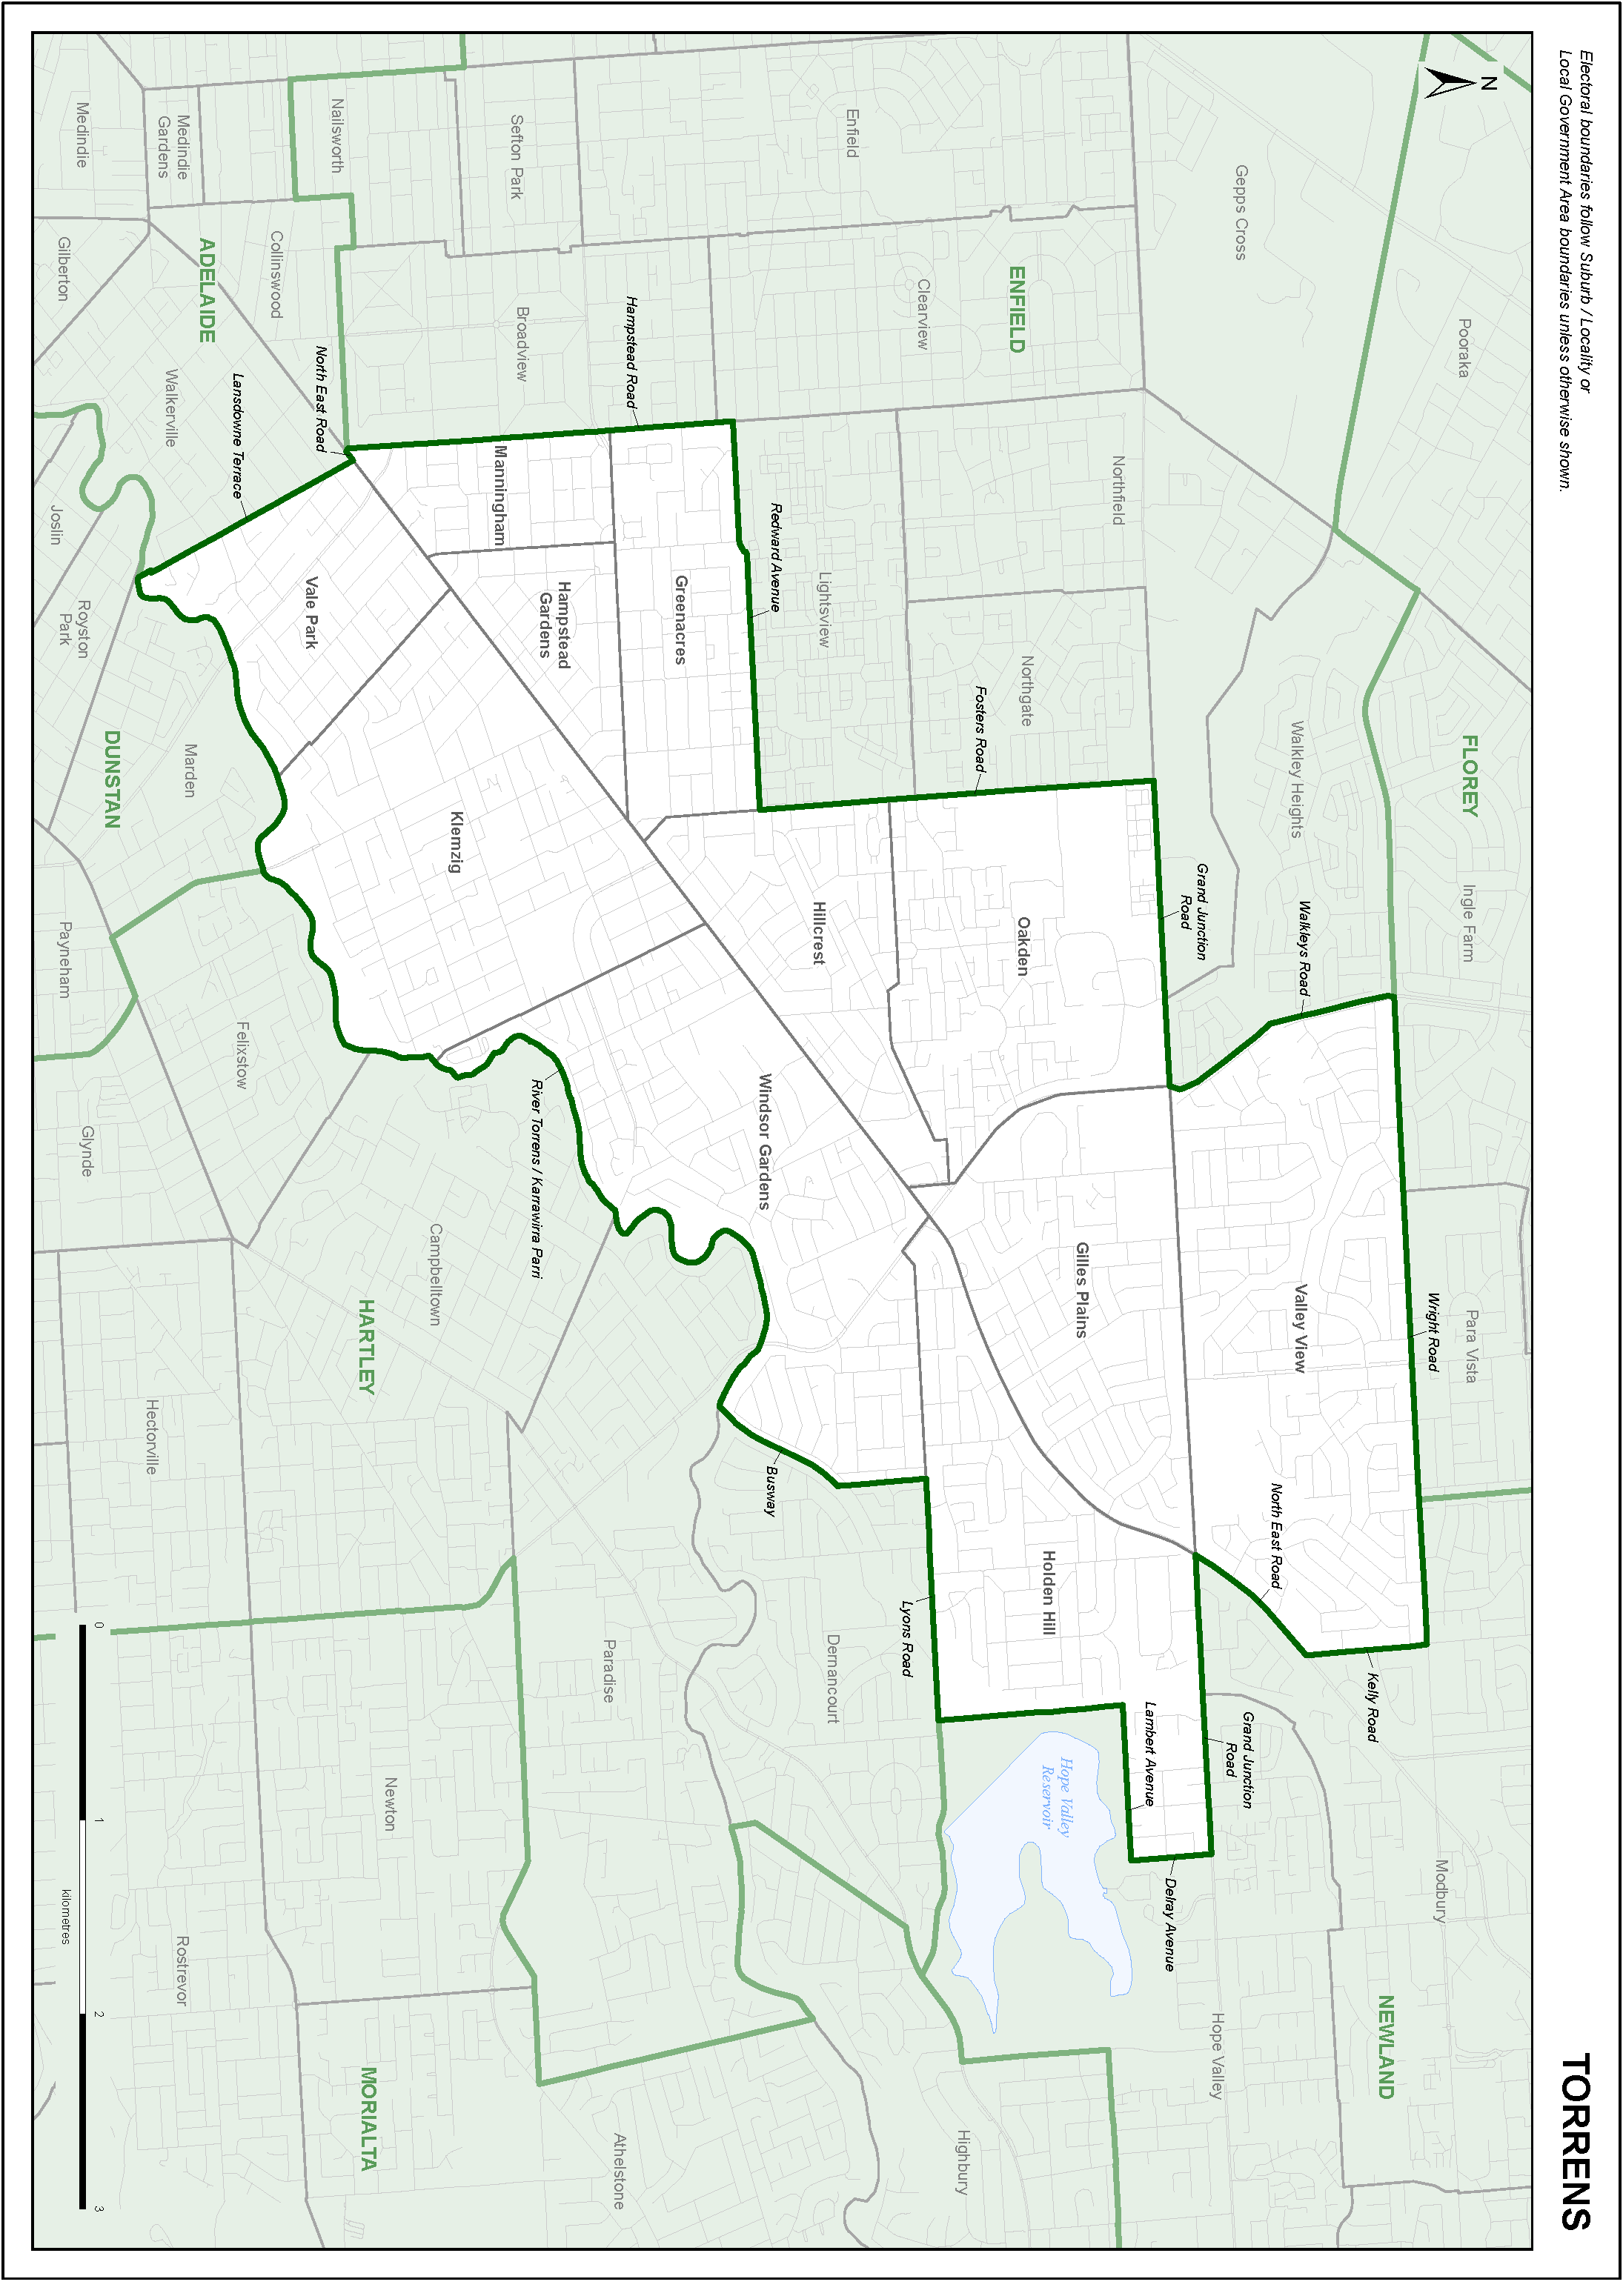 TORRENS
Electoral boundaries follow Suburb / Locality or
Local Government Area boundaries unless otherwise shown.
N
Pooraka
FLOREY
Ingle Farm
Para Vista
Wright Road
Modbury
NEWLAND
Kelly Road
Gepps Cross
Walkley Heights
Walkleys Road
Valley View
North East Road
Grand Junction
Road
Grand Junction
Road
Hope Valley
Northfield
Northgate
Fosters Road
Oakden
Gilles Plains
Holden Hill
Lambert Avenue
Delray Avenue
Hope Valley
Reservoir
Highbury
ENFIELD
Enfield
Clearview
Lightsview
Redward Avenue
Hillcrest
Windsor Gardens
Busway
Lyons Road
Dernancourt
Hampstead Road
Greenacres
Sefton Park
Broadview
Manningham
Hampstead
Gardens
Klemzig
River Torrens / Karrawirra Parri
Campbelltown
Paradise
Athelstone
Nailsworth
Collinswood
North East Road
Vale Park
HARTLEY
Newton
MORIALTA
Medindie
Gardens
Medindie
ADELAIDE
Gilberton
Walkerville
Lansdowne Terrace
Marden
Felixstow
Hectorville
Rostrevor
Joslin
Royston
Park
DUNSTAN
Payneham
Glynde
0
1
2
3
kilometres